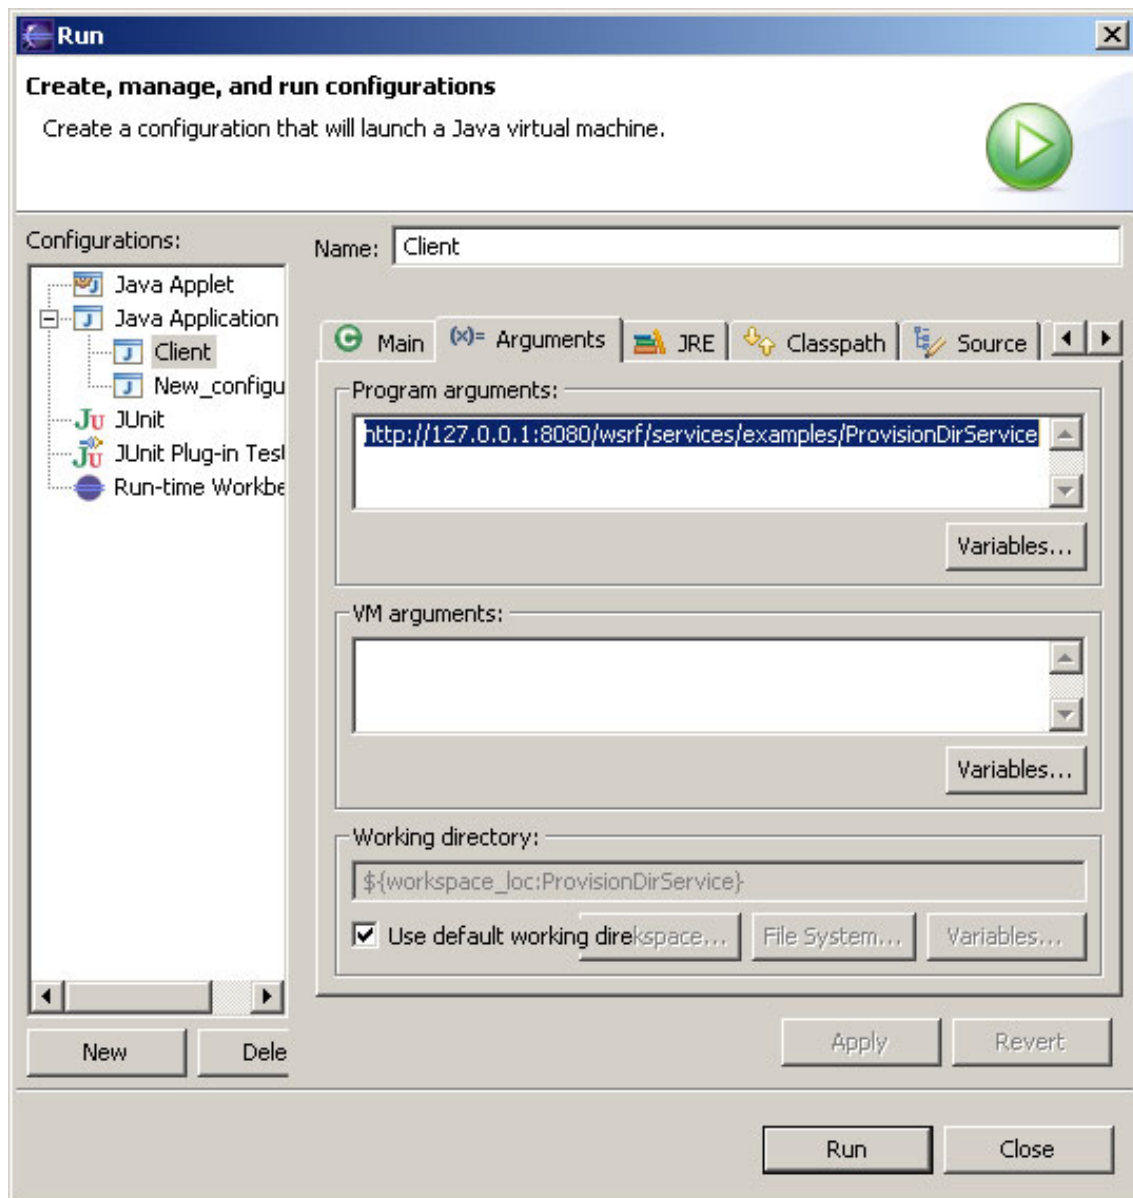 Run
Create, manage, and run configurations
Create a configuration that will launch a Java virtual machine.
Configurations:
Java Applet
Java Application
Client
New_configu
JUnit
JUnit Plug-in Test
Run-time Workbe
New
Dele
Name: Client
Main (x)= Arguments JRE Classpath Source
Program arguments:
http://127.0.0.1:8080/wsrf/services/examples/ProvisionDirService
Variables...
VM arguments:
Variables...
Working directory:
${workspace_loc:ProvisionDirService}
Use default working direkspace... File System... Variables...
Apply Revert
Run Close